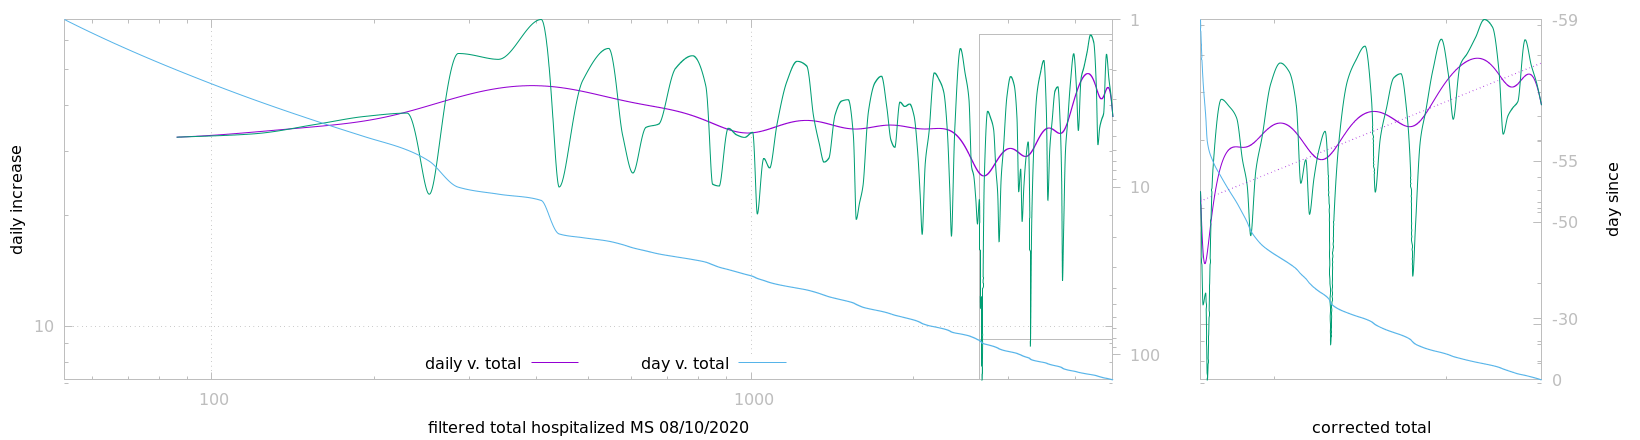 daily increase
10
daily v. total
day v. total
100
1000
filtered total hospitalized MS 08/10/2020
1
10
100
-59
-55
-50
-30
0
day since
corrected total